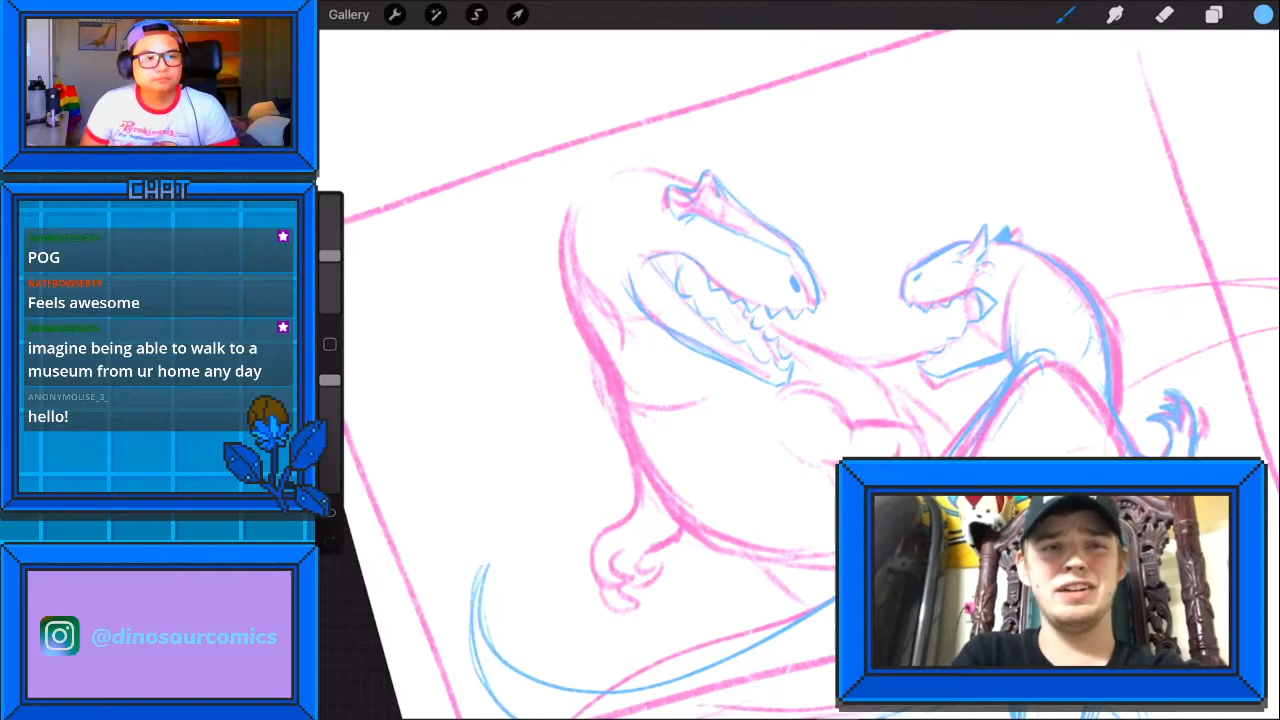 Gallery
CHAT
POG
NATEBOWSER19
Feels awesome
imagine being able to walk to a
museum from ur home any day
ANONYMOUSE_3_
hello!
@dinosaurcomics